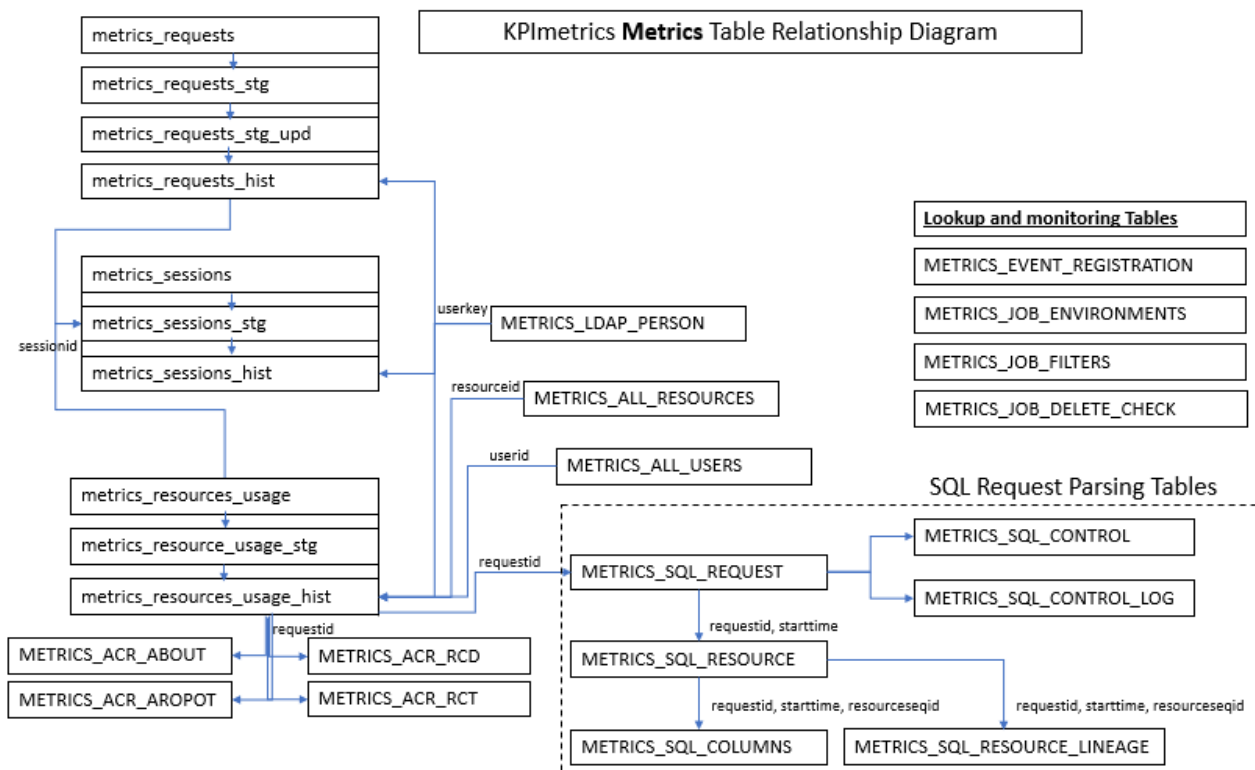 KPImetrics Metrics Table Relationship Diagram
metrics_requests
metrics_requests_stg
metrics_requests_stg_upd
metrics_requests_hist
metrics_sessions
metrics_sessions_stg
metrics_sessions_hist
sessionid
userkey
METRICS_LDAP_PERSON
resourceid
METRICS_ALL_RESOURCES
userid
METRICS_ALL_USERS
Lookup and monitoring Tables
METRICS_EVENT_REGISTRATION
METRICS_JOB_ENVIRONMENTS
METRICS_JOB_FILTERS
METRICS_JOB_DELETE_CHECK
metrics_resources_usage
metrics_resource_usage_stg
metrics_resources_usage_hist
requestid
METRICS_ACR_ABOUT
METRICS_ACR_RCD
METRICS_ACR_AROPOT
METRICS_ACR_RCT
SQL Request Parsing Tables
requestid
METRICS_SQL_REQUEST
METRICS_SQL_CONTROL
METRICS_SQL_CONTROL_LOG
requestid, starttime
METRICS_SQL_RESOURCE
requestid, starttime, resourceseqid
requestid, starttime, resourceseqid
METRICS_SQL_COLUMNS
METRICS_SQL_RESOURCE_LINEAGE